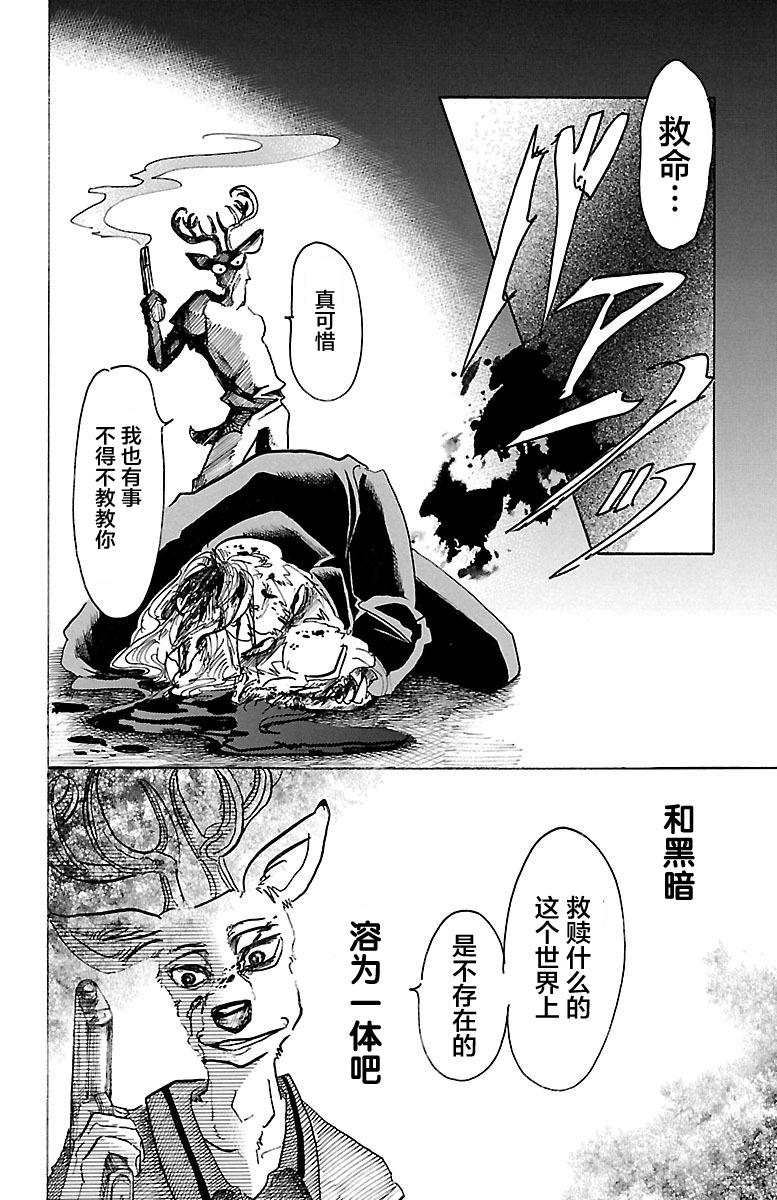 救命…
バアン
真可惜
我也有事
不得不教教你
和黑暗
救赎什么的
这个世界上
是不存在的
溶为一体吧